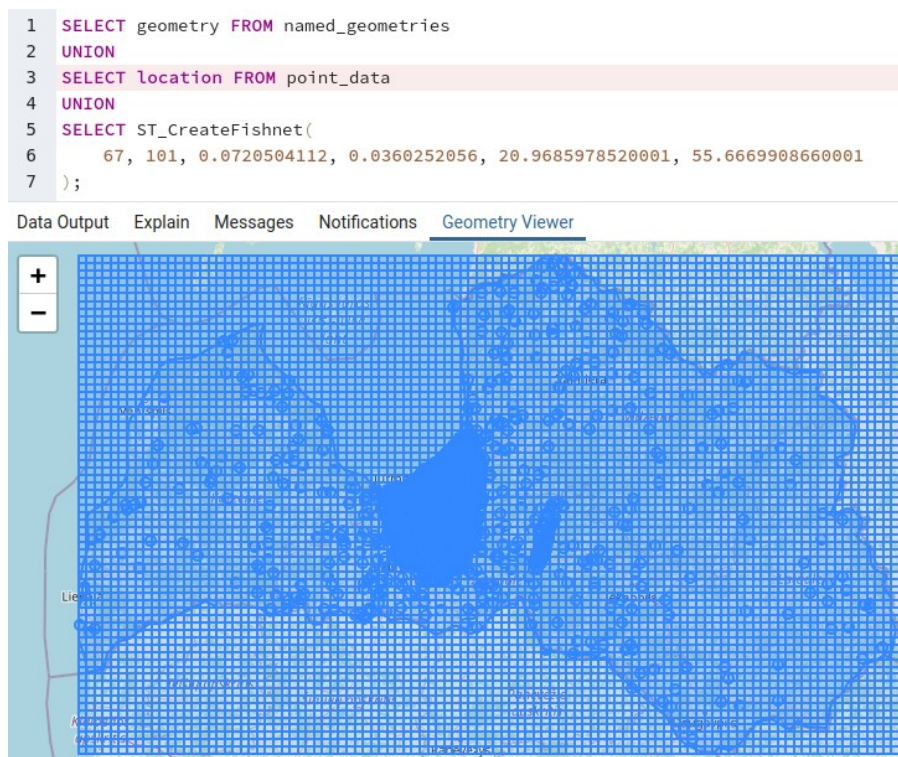 1 SELECT geometry FROM named_geometries
2 UNION
3 SELECT location FROM point_data
4 UNION
5 SELECT ST_CreateFishnet(
6 67, 101, 0.0720504112, 0.0360252056, 20.9685978520001, 55.6669908660001
7 );
Data Output Explain Messages Notifications Geometry Viewer
+
−